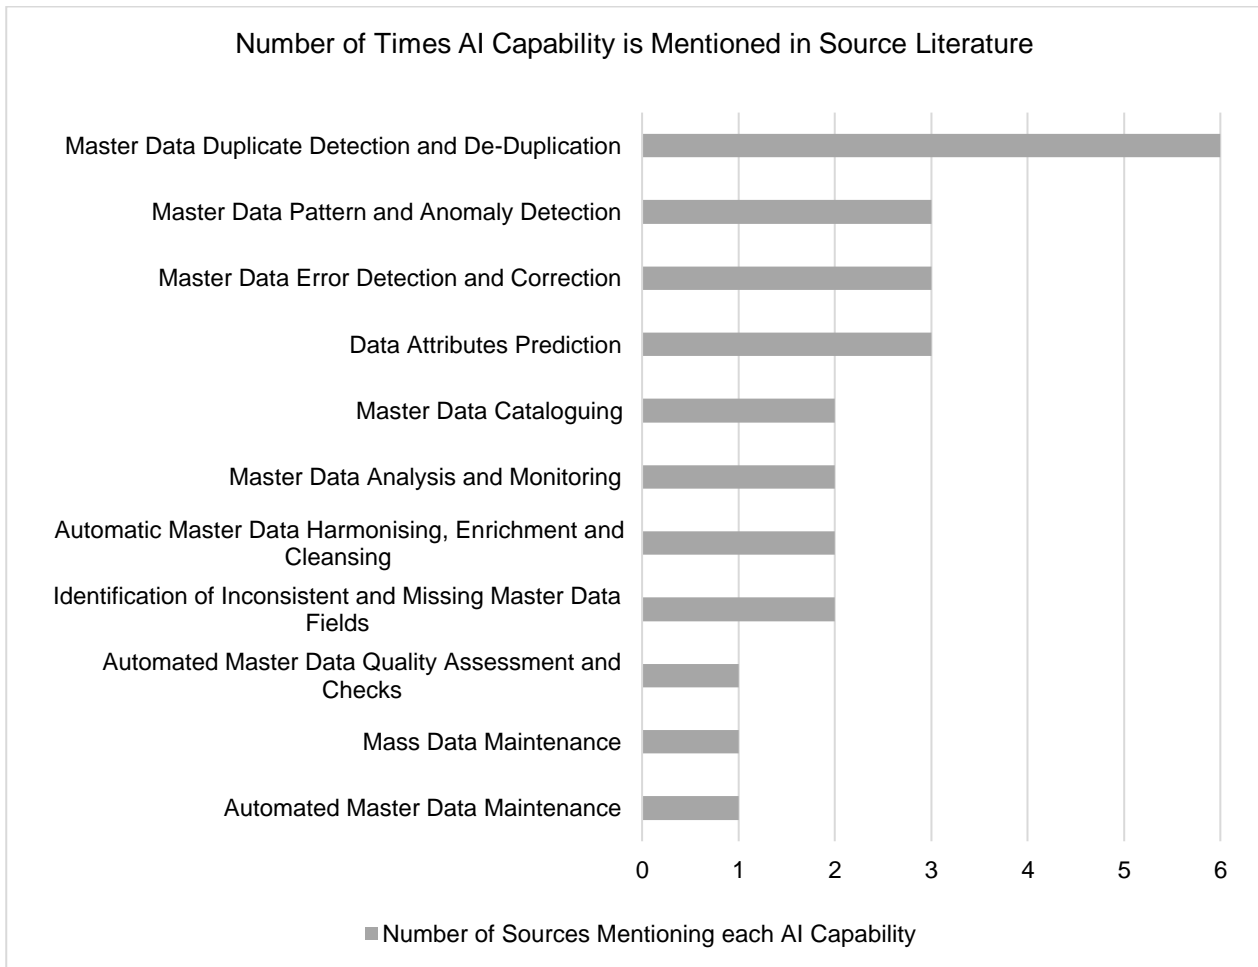 Number of Times AI Capability is Mentioned in Source Literature
Master Data Duplicate Detection and De-Duplication
Master Data Pattern and Anomaly Detection
Master Data Error Detection and Correction
Data Attributes Prediction
Master Data Cataloguing
Master Data Analysis and Monitoring
Automatic Master Data Harmonising, Enrichment and
Cleansing
Identification of Inconsistent and Missing Master Data
Fields
Automated Master Data Quality Assessment and
Checks
Mass Data Maintenance
Automated Master Data Maintenance
0 1 2 3 4 5 6
Number of Sources Mentioning each AI Capability